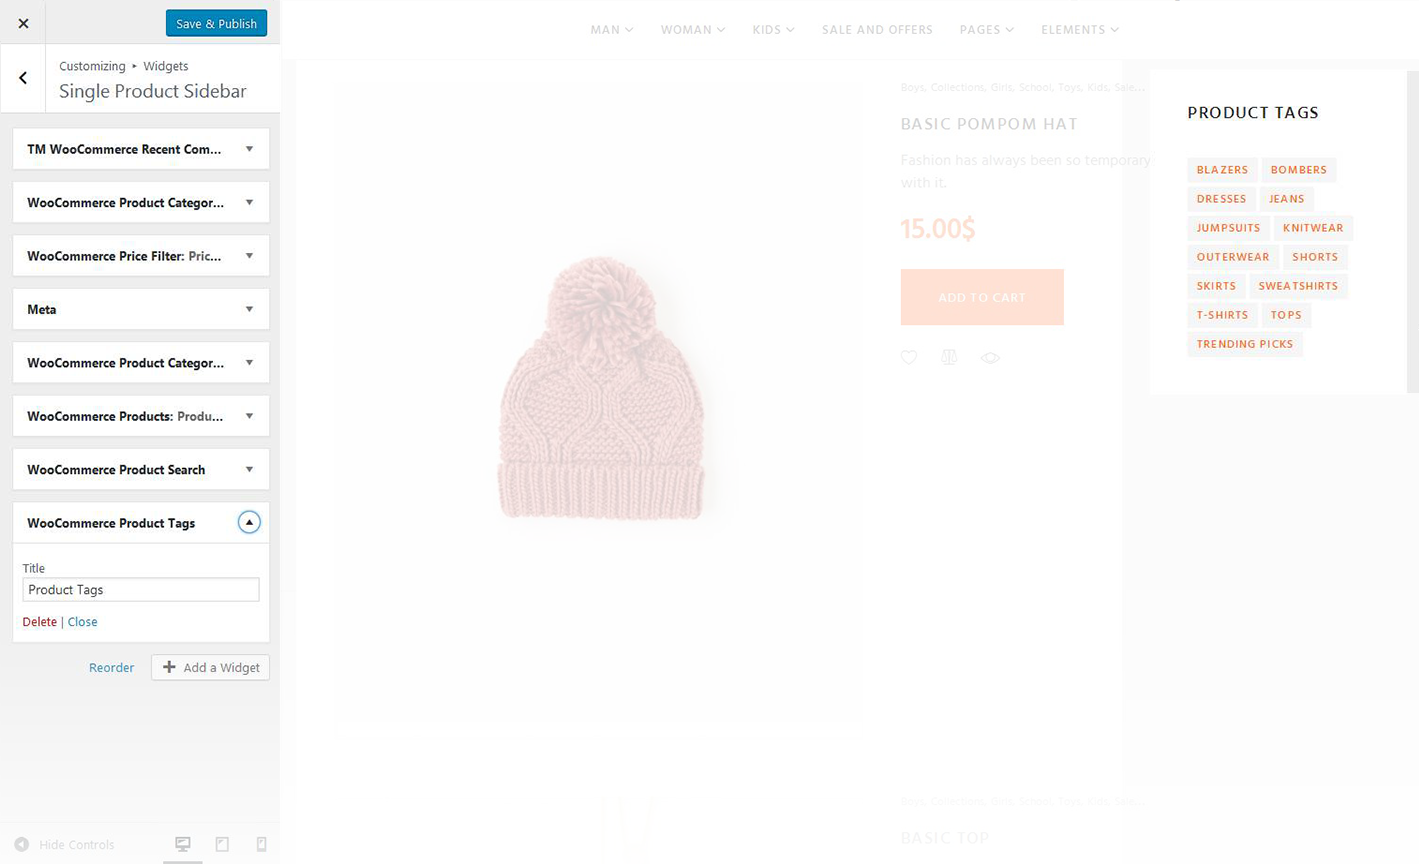 Save & Publish
Customizing ▸ Widgets
Single Product Sidebar
TM WooCommerce Recent Com...
WooCommerce Product Categor...
WooCommerce Price Filter: Pric...
Meta
WooCommerce Product Categor...
WooCommerce Products: Produ...
WooCommerce Product Search
WooCommerce Product Tags
Title
Product Tags
Delete | Close
Reorder
Add a Widget
Hide Controls
MAN WOMAN KIDS SALE AND OFFERS PAGES ELEMENTS
Boys, Collections, Girls, School, Toys, Kids, Sale...
BASIC POMPOM HAT
Fashion has always been so temporary
with it.
15.00$
ADD TO CART
PRODUCT TAGS
BLAZERS BOMBERS
DRESSES JEANS
JUMPSUITS KNITWEAR
OUTERWEAR SHORTS
SKIRTS SWEATSHIRTS
T-SHIRTS TOPS
TRENDING PICKS
Boys, Collections, Girls, School, Toys, Kids, Sale...
BASIC TOP